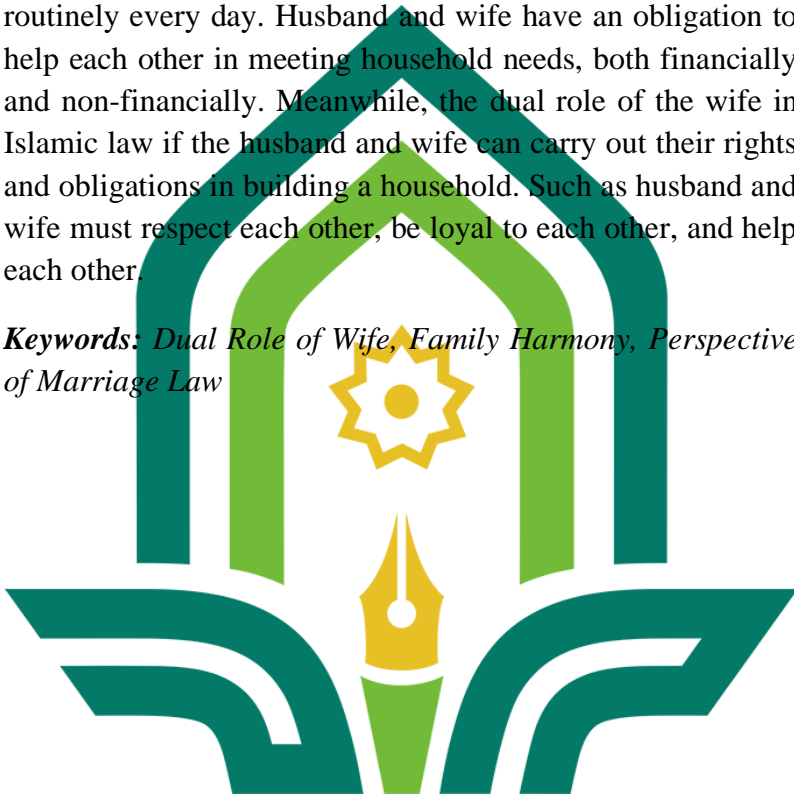 routinely every day. Husband and wife have an obligation to
help each other in meeting household needs, both financially
and non-financially. Meanwhile, the dual role of the wife in
Islamic law if the husband and wife can carry out their rights
and obligations in building a household. Such as husband and
wife must respect each other, be loyal to each other, and help
each other.
Keywords: Dual Role of Wife, Family Harmony, Perspective
of Marriage Law